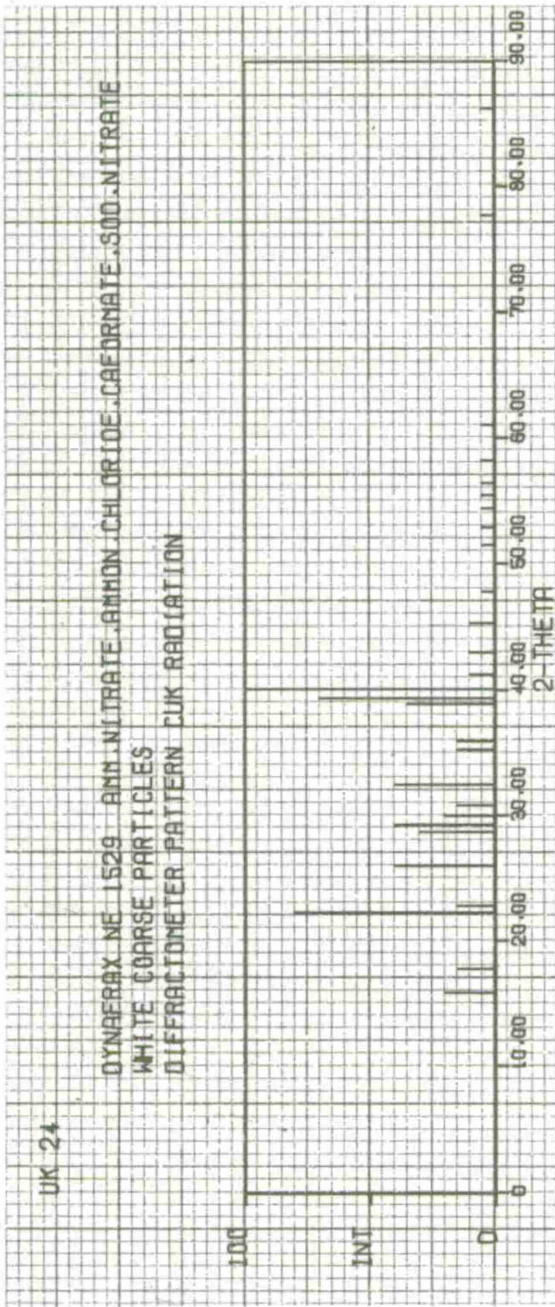 UK 24
DYNAFRAX NE 1529 AMM.NITRATE.AMMON.CHLORIDE.CAFORMATE.SOD.NITRATE
WHITE COARSE PARTICLES
DIFFRACTOMETER PATTERN CUK RADIATION
100
INT
0
0 10.00 20.00 30.00 40.00 50.00 60.00 70.00 80.00 90.00
2-THETA